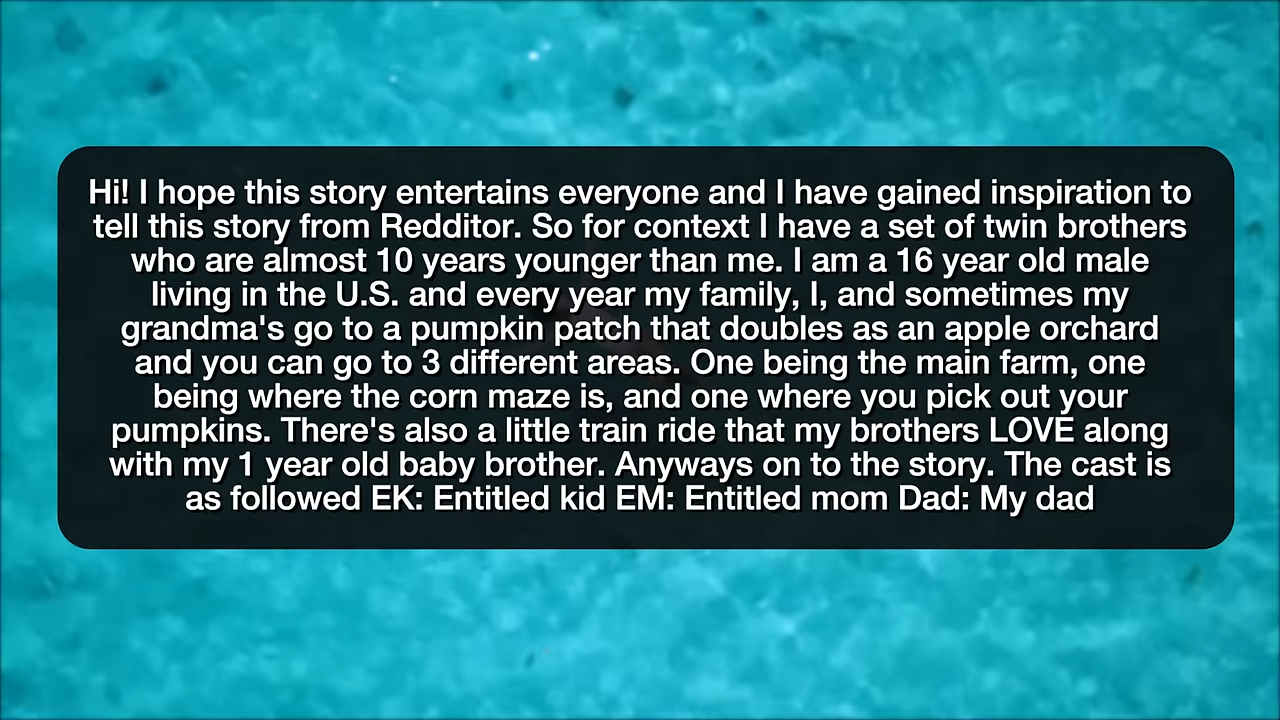 Hi! I hope this story entertains everyone and I have gained inspiration to
tell this story from Redditor. So for context I have a set of twin brothers
who are almost 10 years younger than me. I am a 16 year old male
living in the U.S. and every year my family, I, and sometimes my
grandma's go to a pumpkin patch that doubles as an apple orchard
and you can go to 3 different areas. One being the main farm, one
being where the corn maze is, and one where you pick out your
pumpkins. There's also a little train ride that my brothers LOVE along
with my 1 year old baby brother. Anyways on to the story. The cast is
as followed EK: Entitled kid EM: Entitled mom Dad: My dad